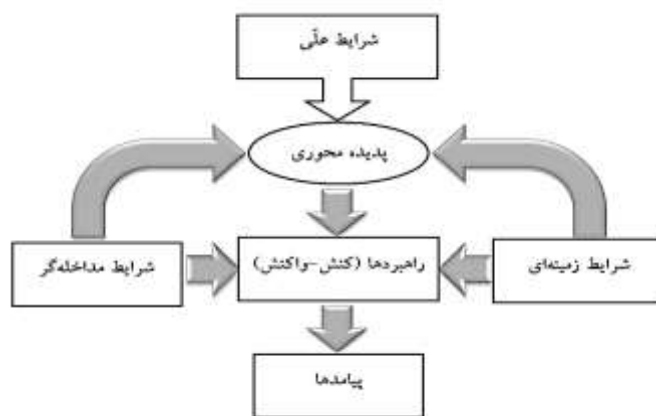 شرایط علّی
پدیده محوری
شرایط زمینه‌ای
راهبردها (کنش-واکنش)
شرایط مداخله‌گر
پیامدها